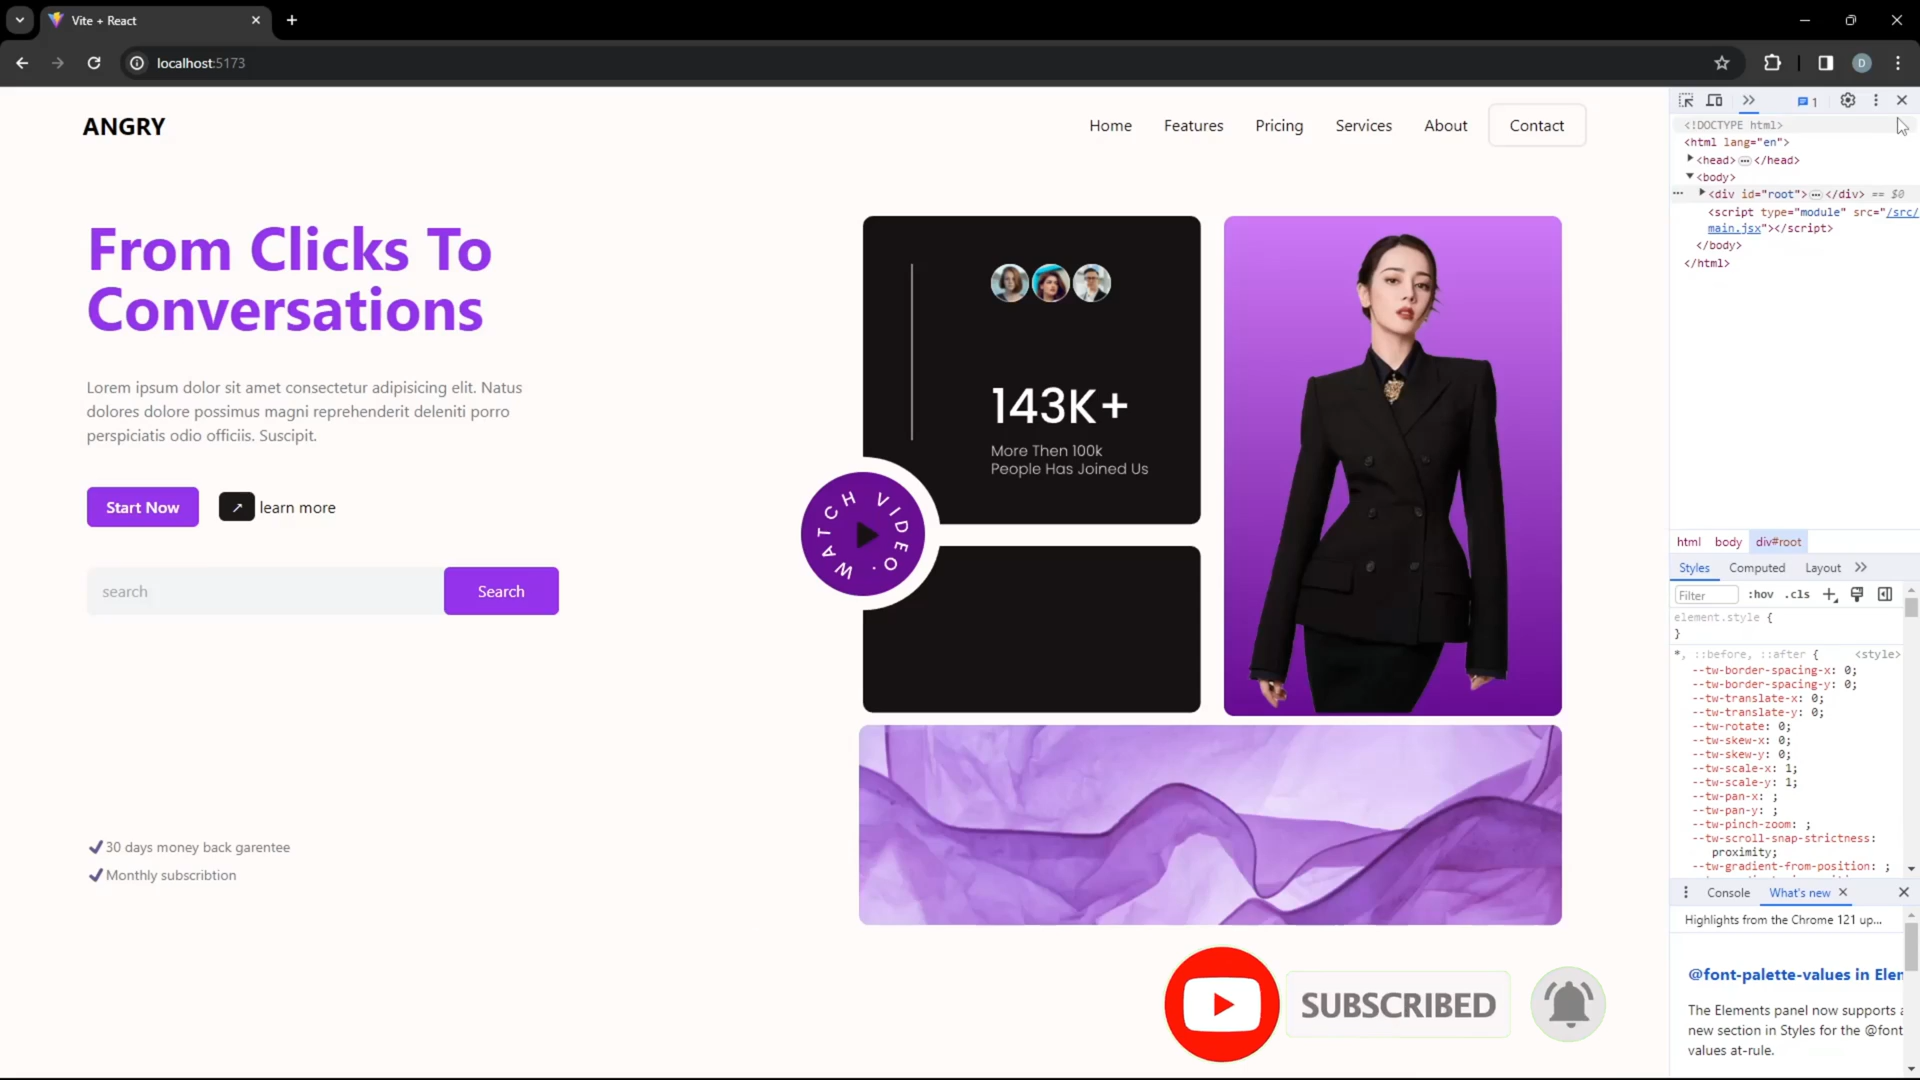 Vite + React
localhost:5173
ANGRY
Home
Features
Pricing
Services
About
Contact
From Clicks To
Conversations
Lorem ipsum dolor sit amet consectetur adipisicing elit. Natus
dolores dolore possimus magni reprehenderit deleniti porro
perspiciatis odio officiis. Suscipit.
Start Now
learn more
search
Search
30 days money back garentee
Monthly subscribtion
143K+
More Then 100k
People Has Joined Us
WATCH VIDEO.
SUBSCRIBED
D
1
<!DOCTYPE html>
<html lang="en">
<head>…</head>
<body>
<div id="root">…</div> == $0
<script type="module" src="/src/
main.jsx"></script>
</body>
</html>
html body div#root
Styles Computed Layout
Filter :hov .cls
element.style {
}
*, ::before, ::after { <style>
--tw-border-spacing-x: 0;
--tw-border-spacing-y: 0;
--tw-translate-x: 0;
--tw-translate-y: 0;
--tw-rotate: 0;
--tw-skew-x: 0;
--tw-skew-y: 0;
--tw-scale-x: 1;
--tw-scale-y: 1;
--tw-pan-x: ;
--tw-pan-y: ;
--tw-pinch-zoom: ;
--tw-scroll-snap-strictness:
proximity;
--tw-gradient-from-position: ;
Console What's new
Highlights from the Chrome 121 up...
@font-palette-values in Elen
The Elements panel now supports a
new section in Styles for the @font
values at-rule.